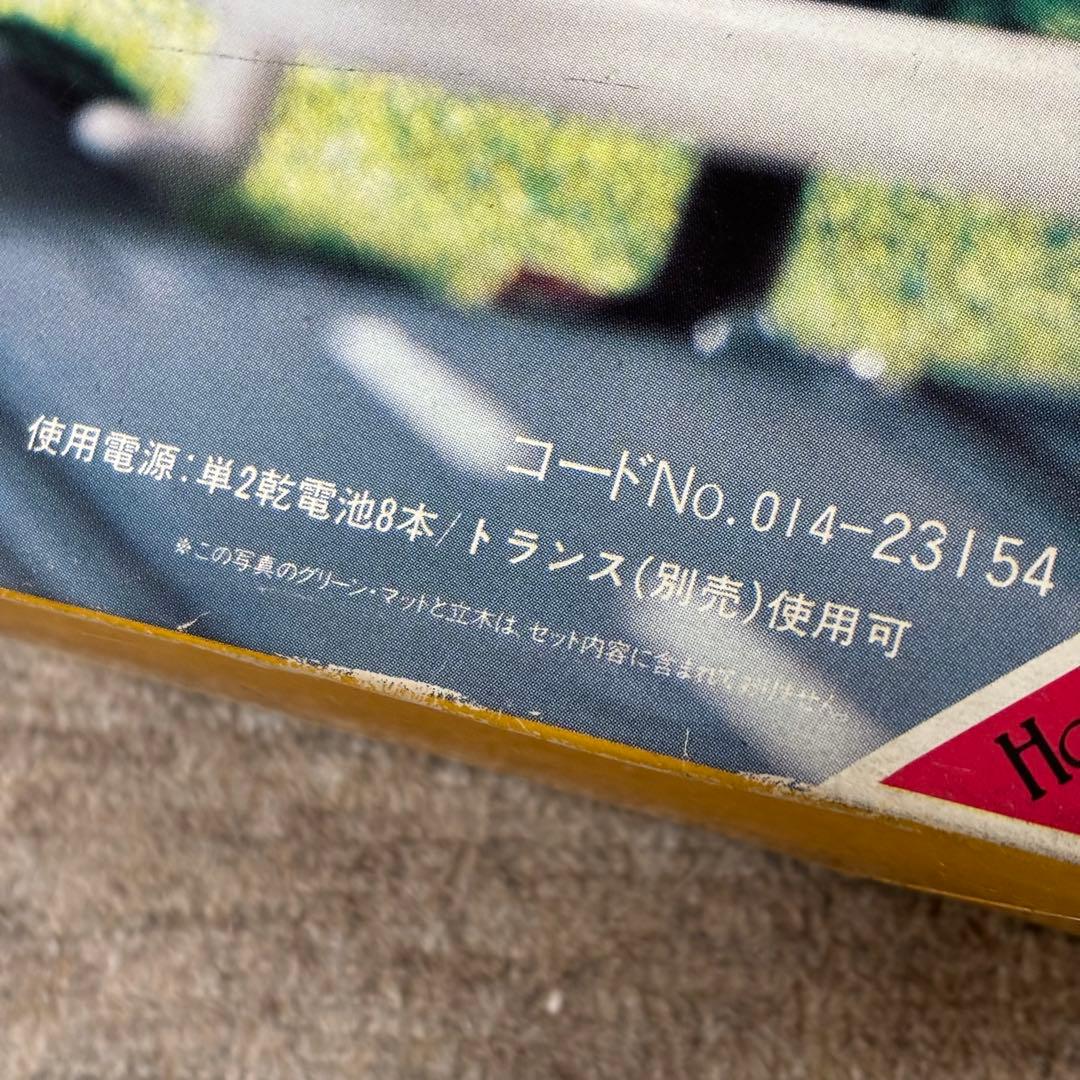 コードNo.014-23154
使用電源:単2乾電池8本/トランス(別売)使用可
※この写真のグリーン・マットと立木は、セット内容に含まれておりません。
Ho